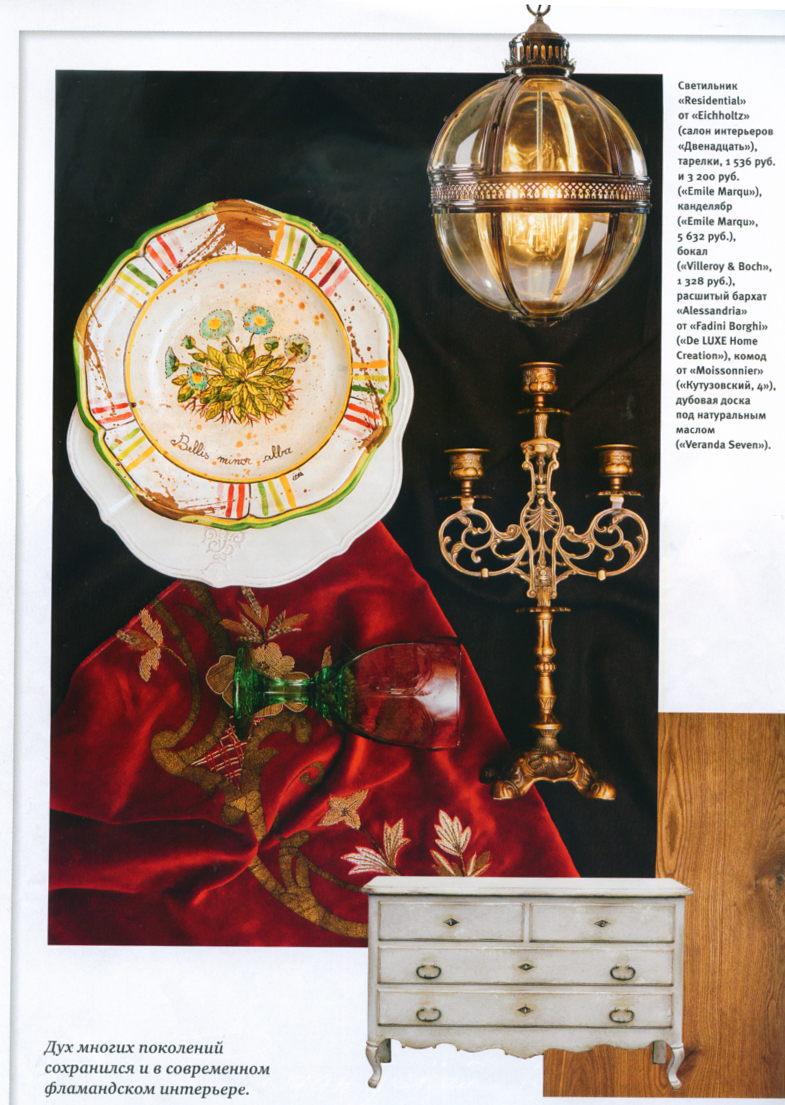 Светильник
«Residential»
от «Eichholtz»
(салон интерьеров
«Двенадцать»),
тарелки, 1 536 руб.
и 3 200 руб.
(«Emile Marqu»),
канделябр
(«Emile Marqu»,
5 632 руб.),
бокал
(«Villeroy & Boch»,
1 328 руб.),
расшитый бархат
«Alessandria»
от «Fadini Borghi»
(«De LUXE Home
Creation»), комод
от «Moissonnier»
(«Кутузовский, 4»),
дубовая доска
под натуральным
маслом
(«Veranda Seven»).
Bellis minor alba
Дух многих поколений
сохранился и в современном
фламандском интерьере.